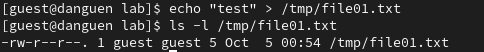 [guest@danguen lab]$ echo "test" > /tmp/file01.txt
[guest@danguen lab]$ ls -l /tmp/file01.txt
-rw-r--r--. 1 guest guest 5 Oct  5 00:54 /tmp/file01.txt